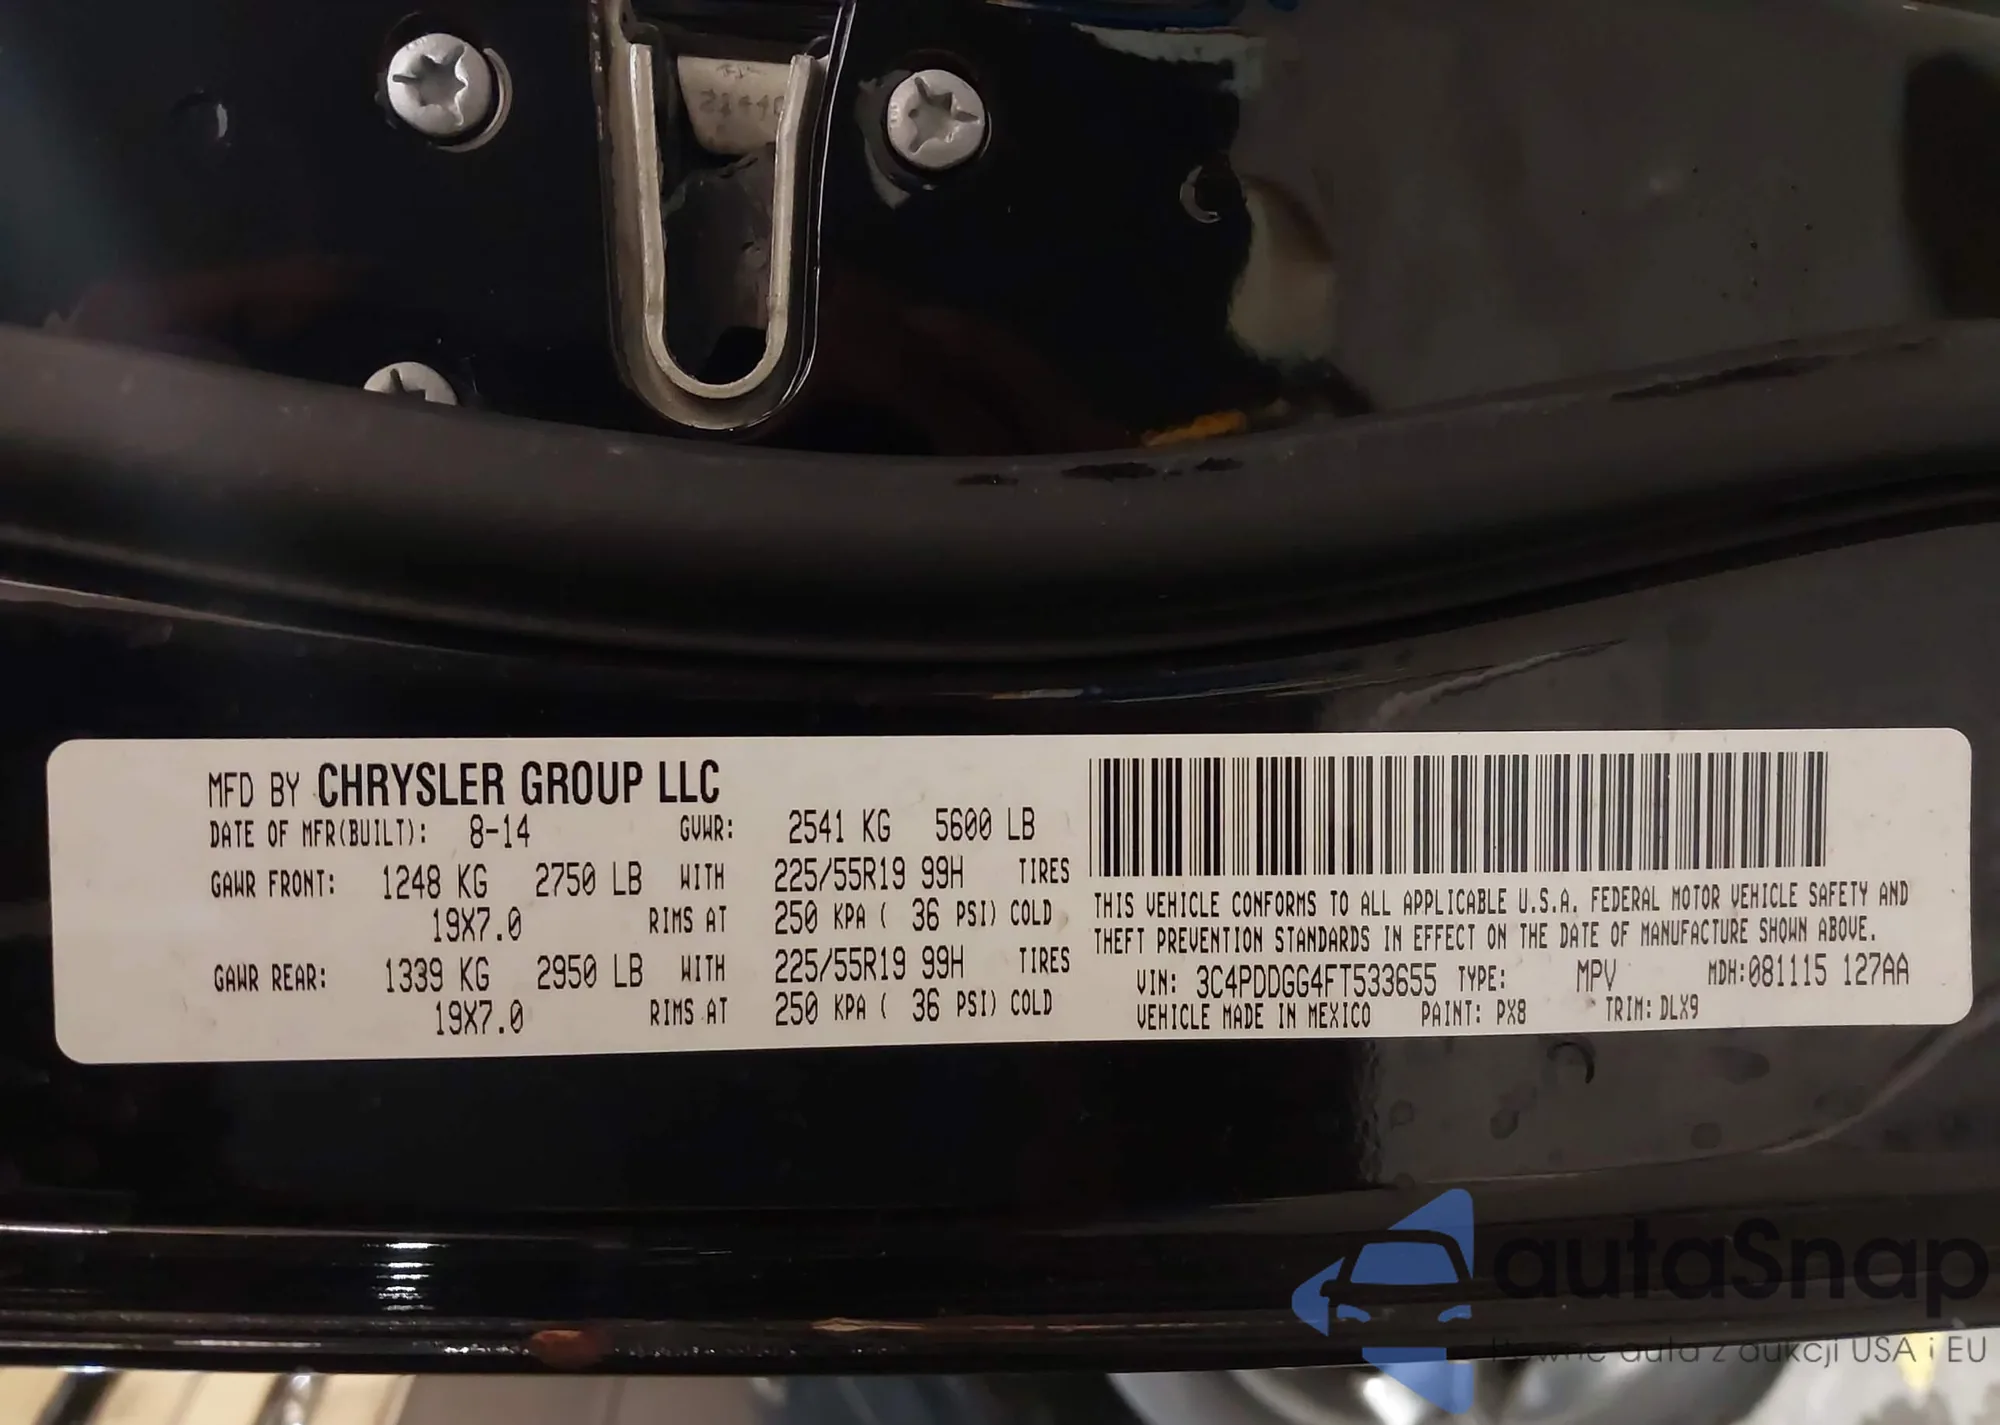 MFD BY CHRYSLER GROUP LLC
DATE OF MFR(BUILT): 8-14 GVWR: 2541 KG 5600 LB
GAWR FRONT: 1248 KG 2750 LB WITH 225/55R19 99H TIRES
19X7.0 RIMS AT 250 KPA ( 36 PSI) COLD
GAWR REAR: 1339 KG 2950 LB WITH 225/55R19 99H TIRES
19X7.0 RIMS AT 250 KPA ( 36 PSI) COLD
THIS VEHICLE CONFORMS TO ALL APPLICABLE U.S.A. FEDERAL MOTOR VEHICLE SAFETY AND
THEFT PREVENTION STANDARDS IN EFFECT ON THE DATE OF MANUFACTURE SHOWN ABOVE.
VIN: 3C4PDDGG4FT533655 TYPE: MPV MDH:081115 127AA
VEHICLE MADE IN MEXICO PAINT: PX8 TRIM: DLX9
autaSnap
auta z aukcji USA i EU